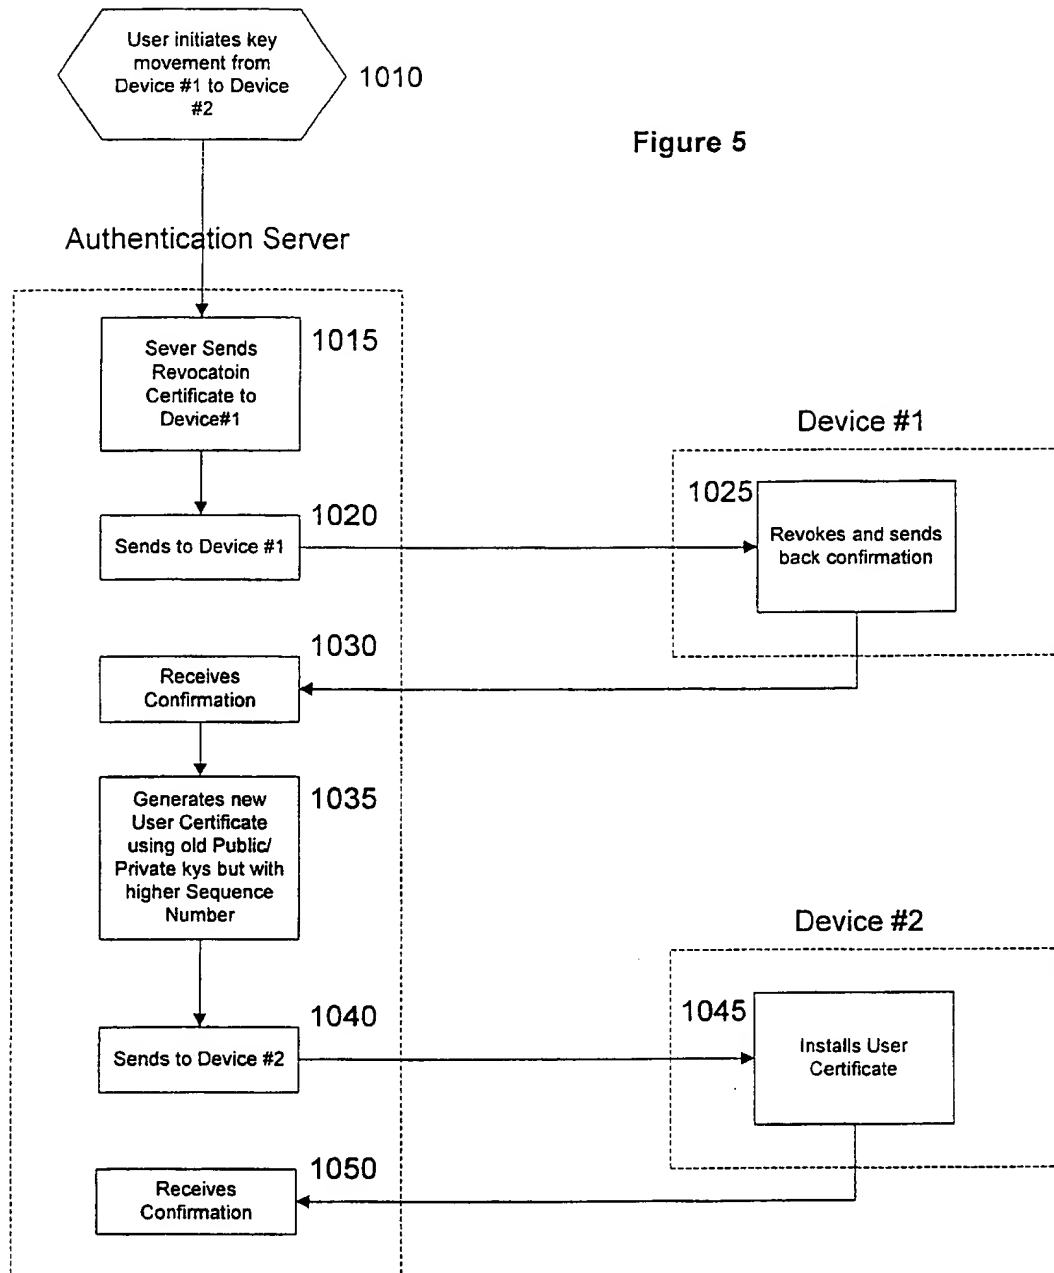 User initiates key
movement from
Device #1 to Device
#2
1010
Figure 5
Authentication Server
Sever Sends
Revocatoin
Certificate to
Device#1
1015
Device #1
Sends to Device #1
1020
1025
Revokes and sends
back confirmation
Receives
Confirmation
1030
Generates new
User Certificate
using old Public/
Private kys but with
higher Sequence
Number
1035
Device #2
Sends to Device #2
1040
1045
Installs User
Certificate
Receives
Confirmation
1050